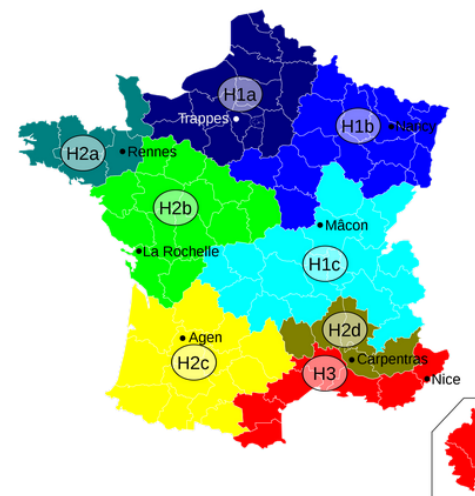 H1a
Trappes
H1b
Nancy
H2a
Rennes
H2b
Mâcon
La Rochelle
H1c
H2d
Agen
Carpentras
H2c
H3
Nice